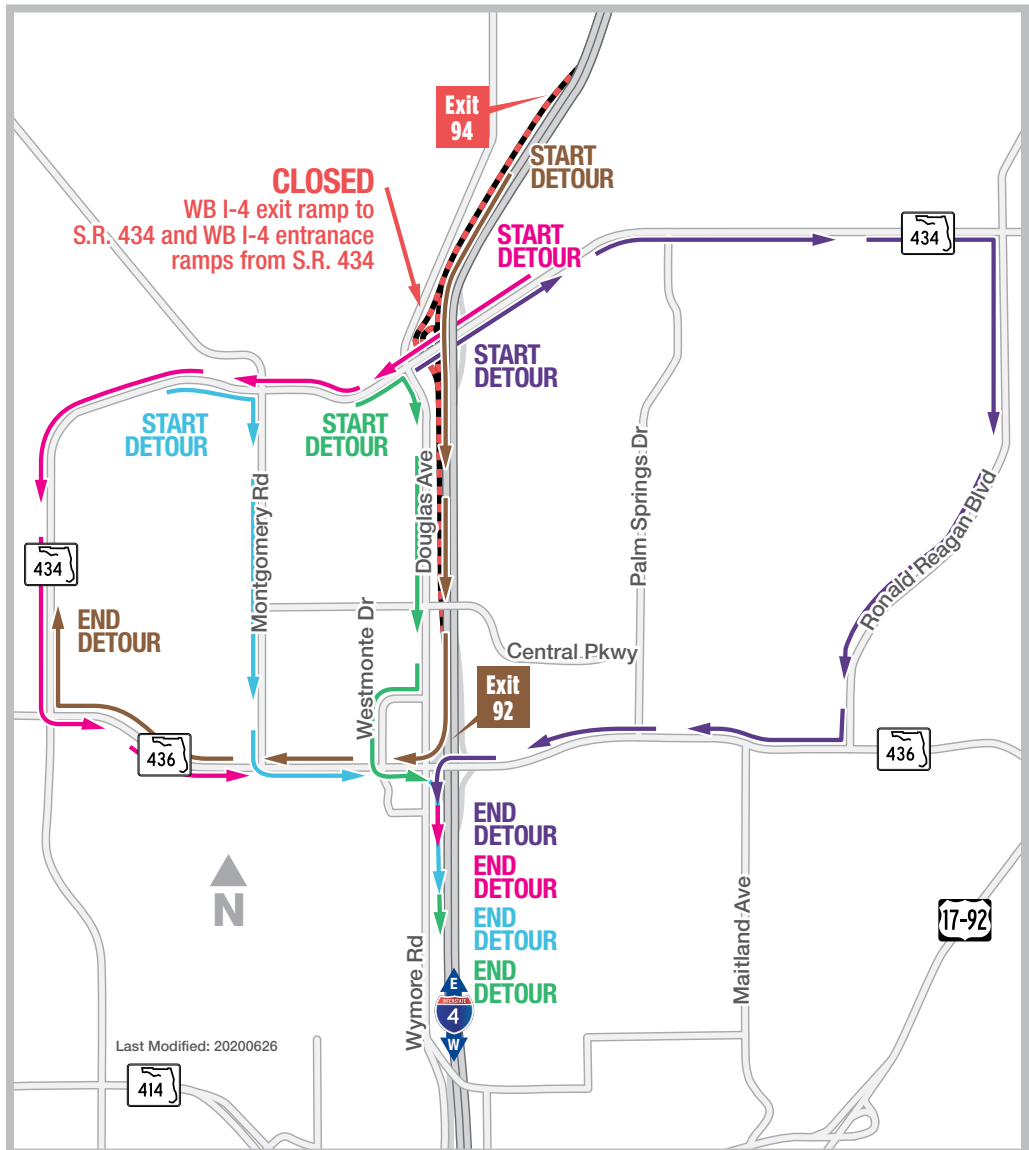 Exit
94
START
DETOUR
CLOSED
WB I-4 exit ramp to
S.R. 434 and WB I-4 entranace
ramps from S.R. 434
START
DETOUR
434
START
DETOUR
START
DETOUR
START
DETOUR
Montgomery Rd
Douglas Ave
Palm Springs Dr
Ronald Reagan Blvd
434
END
DETOUR
Westmonte Dr
Central Pkwy
Exit
92
436
436
END
DETOUR
END
DETOUR
END
DETOUR
END
DETOUR
N
Wymore Rd
Maitland Ave
17-92
E
INTERSTATE
4
W
Last Modified: 20200626
414